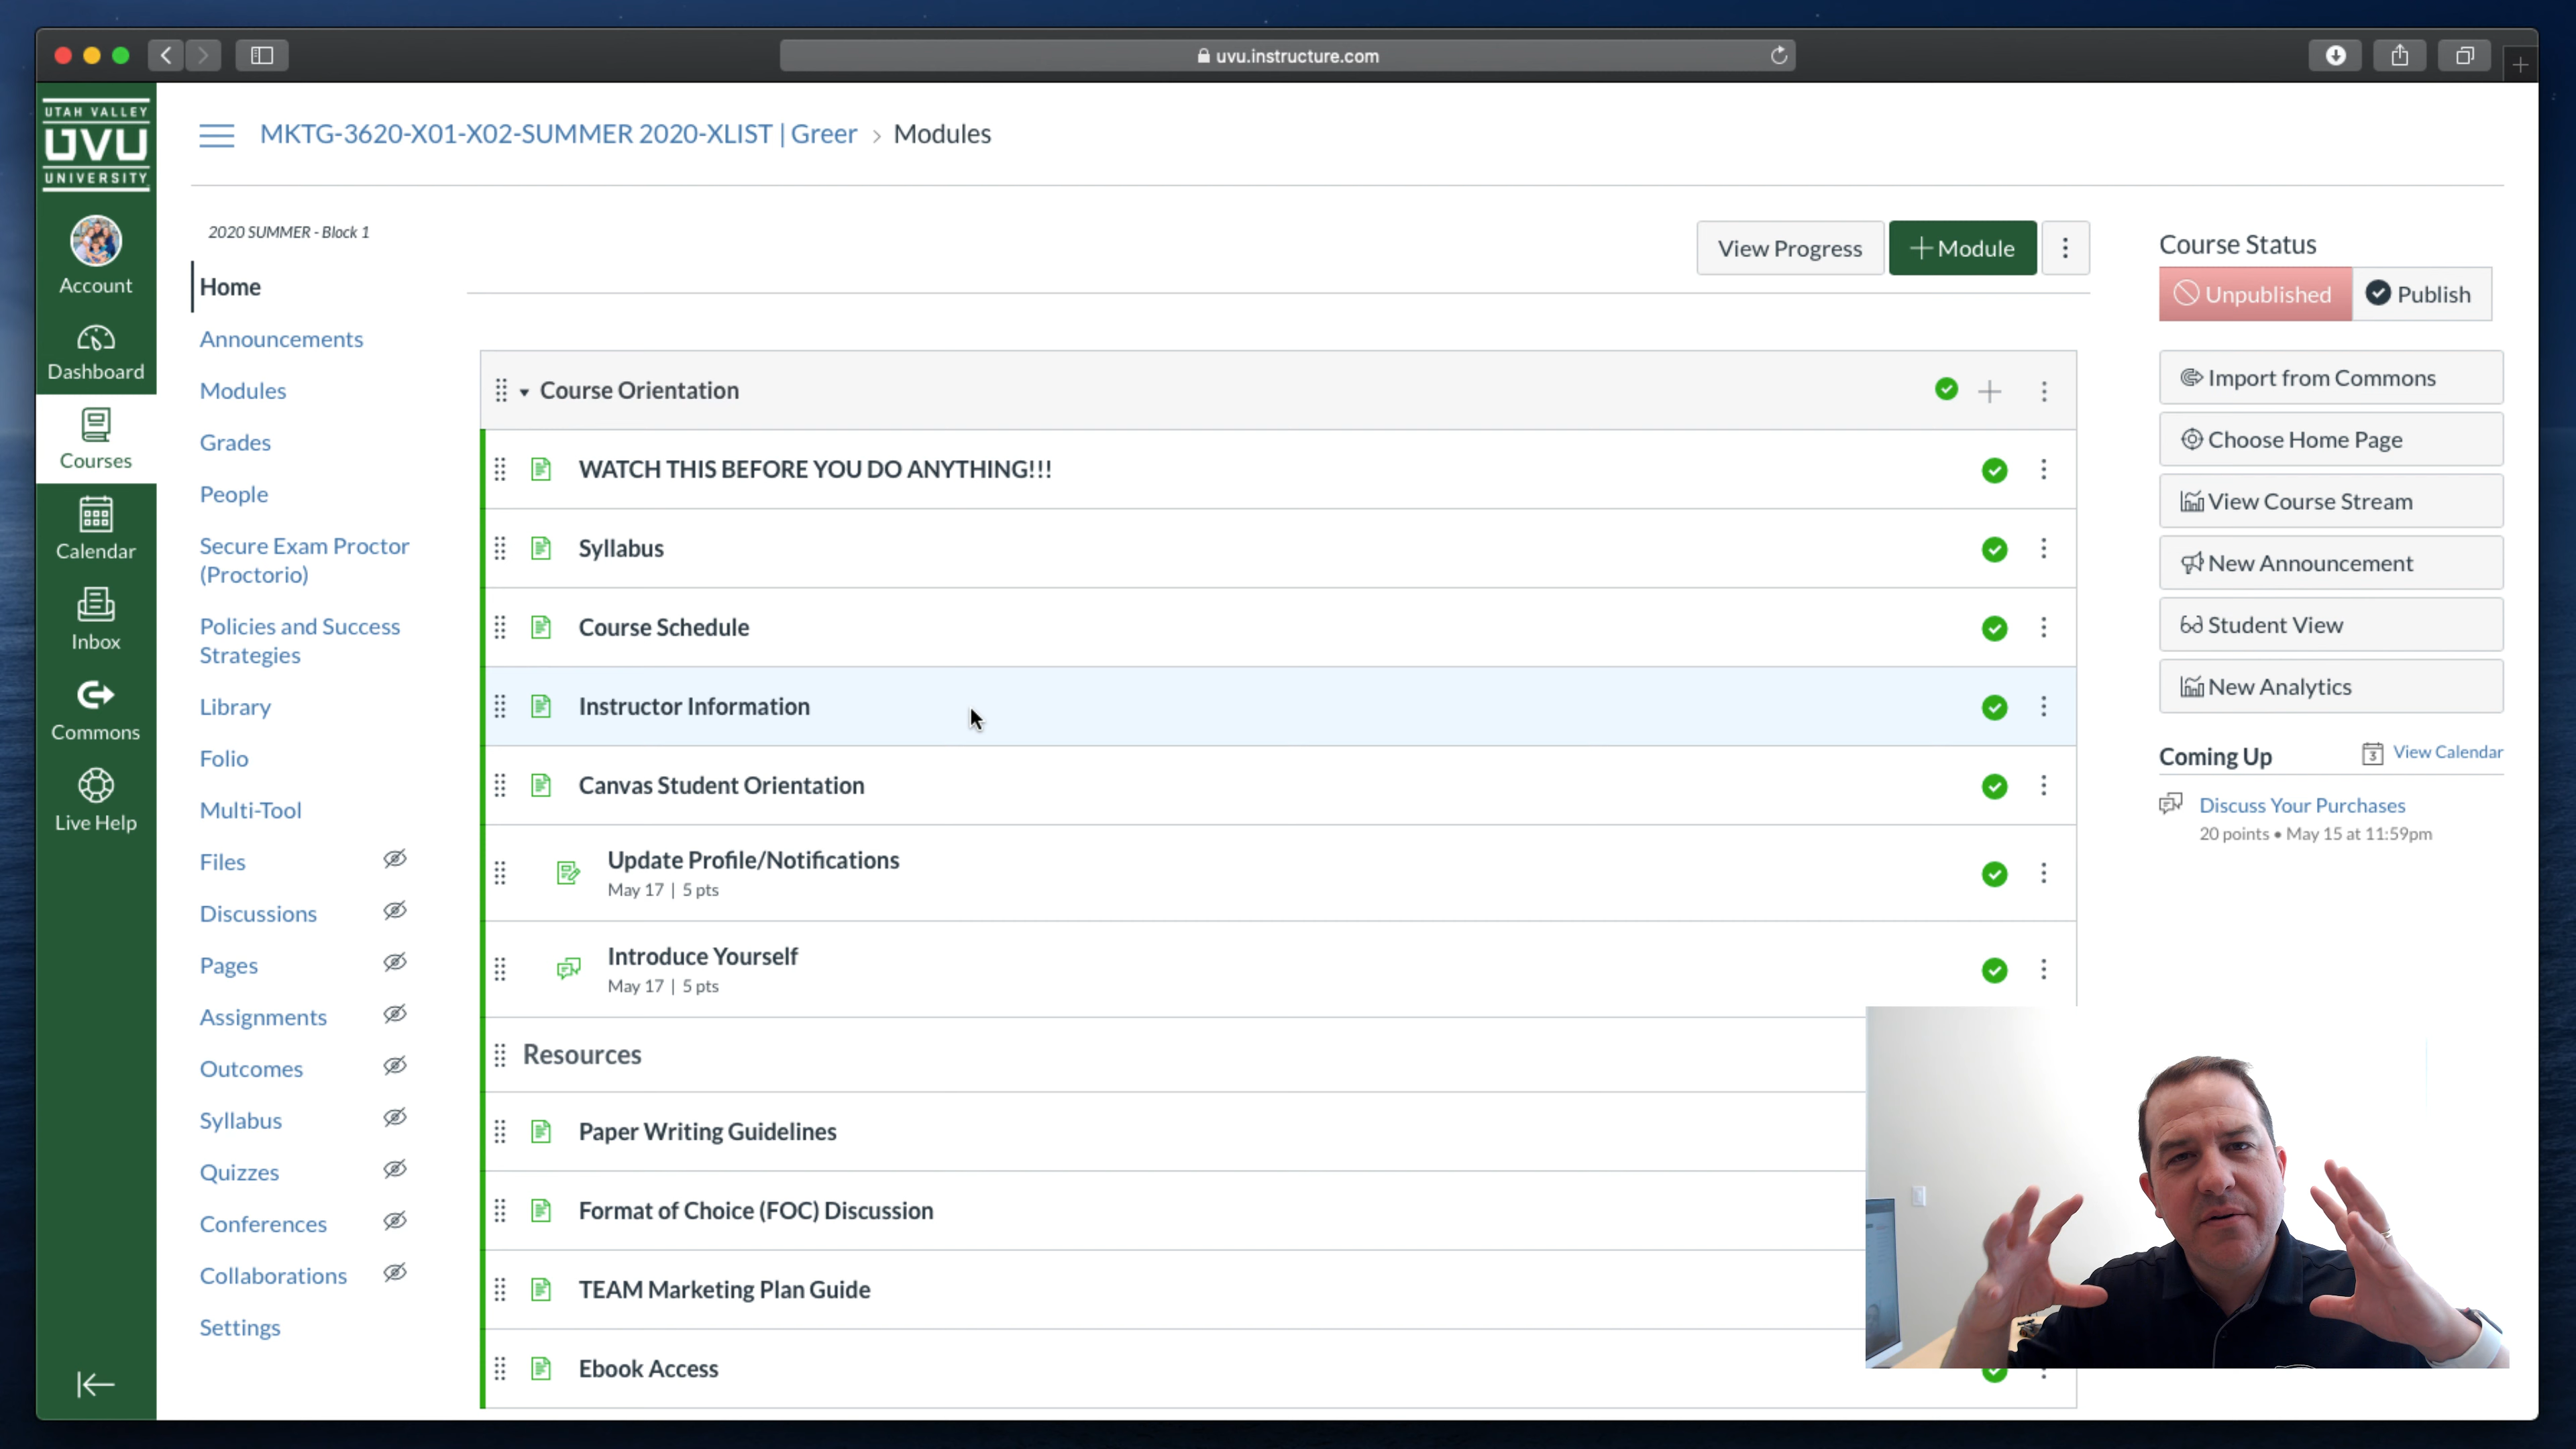 uvu.instructure.com
UTAH VALLEY
UVU
UNIVERSITY
Account
Dashboard
Courses
Calendar
Inbox
Commons
Live Help
MKTG-3620-X01-X02-SUMMER 2020-XLIST | Greer › Modules
2020 SUMMER - Block 1
Home
Announcements
Modules
Grades
People
Secure Exam Proctor
(Proctorio)
Policies and Success
Strategies
Library
Folio
Multi-Tool
Files
Discussions
Pages
Assignments
Outcomes
Syllabus
Quizzes
Conferences
Collaborations
Settings
View Progress
+ Module
Course Orientation
WATCH THIS BEFORE YOU DO ANYTHING!!!
Syllabus
Course Schedule
Instructor Information
Canvas Student Orientation
Update Profile/Notifications
May 17 | 5 pts
Introduce Yourself
May 17 | 5 pts
Resources
Paper Writing Guidelines
Format of Choice (FOC) Discussion
TEAM Marketing Plan Guide
Ebook Access
Course Status
Unpublished
Publish
Import from Commons
Choose Home Page
View Course Stream
New Announcement
Student View
New Analytics
Coming Up
3 View Calendar
Discuss Your Purchases
20 points • May 15 at 11:59pm